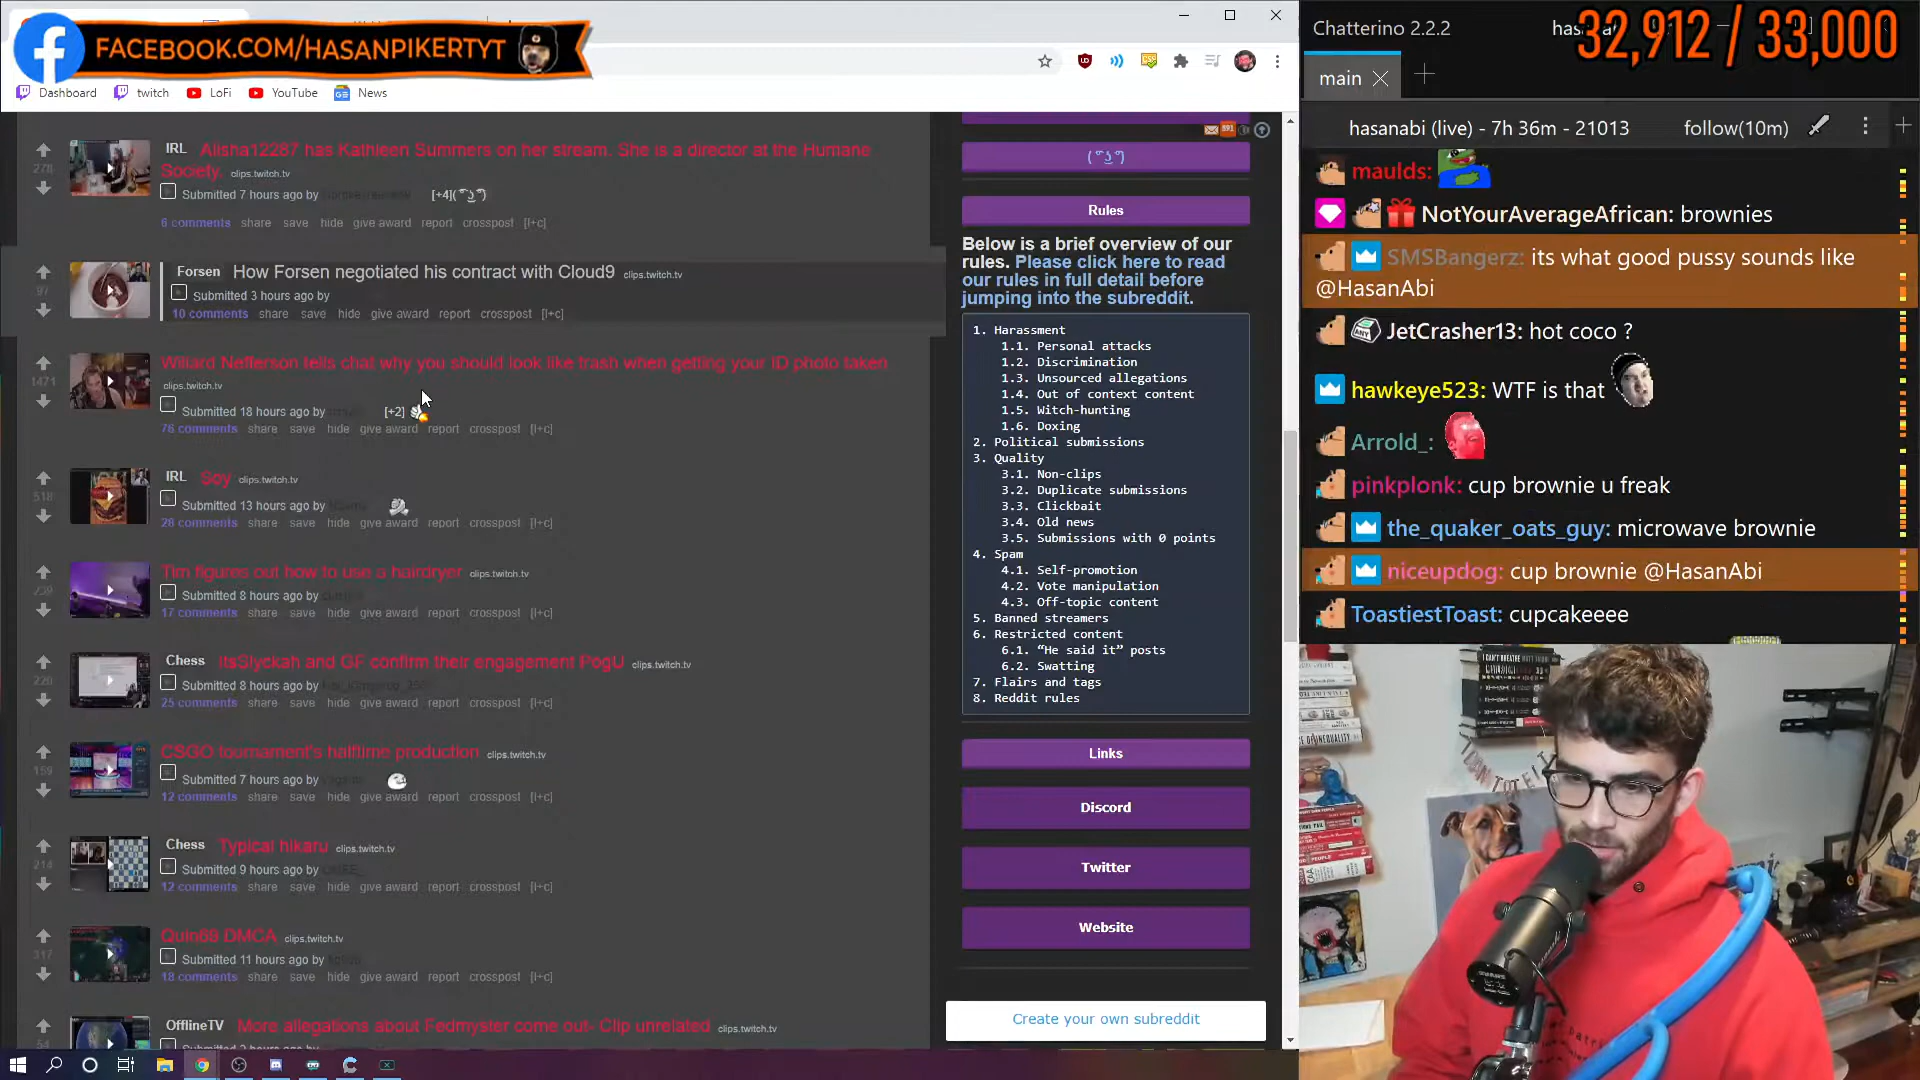 FACEBOOK.COM/HASANPIKERTYT
Dashboard
twitch
LoFi
YouTube
News
IRL
Alisha12287 has Kathleen Summers on her stream. She is a director at the Humane
Society. clips.twitch.tv
278
Submitted 7 hours ago by
[+4]
6 comments share save hide give award report crosspost [l+c]
Forsen How Forsen negotiated his contract with Cloud9 clips.twitch.tv
97
Submitted 3 hours ago by
10 comments share save hide give award report crosspost [l+c]
Willard Nefferson tells chat why you should look like trash when getting your ID photo taken
clips.twitch.tv
1471
Submitted 18 hours ago by
[+2]
76 comments share save hide give award report crosspost [l+c]
IRL Soy clips.twitch.tv
518
Submitted 13 hours ago by
28 comments share save hide give award report crosspost [l+c]
Tim figures out how to use a hairdryer clips.twitch.tv
239
Submitted 8 hours ago by
17 comments share save hide give award report crosspost [l+c]
Chess ItsSlyckah and GF confirm their engagement PogU clips.twitch.tv
220
Submitted 8 hours ago by
25 comments share save hide give award report crosspost [l+c]
CSGO tournament's halftime production clips.twitch.tv
159
Submitted 7 hours ago by
12 comments share save hide give award report crosspost [l+c]
Chess Typical hikaru clips.twitch.tv
214
Submitted 9 hours ago by
12 comments share save hide give award report crosspost [l+c]
Quin69 DMCA clips.twitch.tv
317
Submitted 11 hours ago by
18 comments share save hide give award report crosspost [l+c]
OfflineTV More allegations about Fedmyster come out- Clip unrelated clips.twitch.tv
54
891
( ͡° ͜ʖ ͡°)
Rules
Below is a brief overview of our
rules. Please click here to read
our rules in full detail before
jumping into the subreddit.
1. Harassment
1.1. Personal attacks
1.2. Discrimination
1.3. Unsourced allegations
1.4. Out of context content
1.5. Witch-hunting
1.6. Doxing
2. Political submissions
3. Quality
3.1. Non-clips
3.2. Duplicate submissions
3.3. Clickbait
3.4. Old news
3.5. Submissions with 0 points
4. Spam
4.1. Self-promotion
4.2. Vote manipulation
4.3. Off-topic content
5. Banned streamers
6. Restricted content
6.1. “He said it” posts
6.2. Swatting
7. Flairs and tags
8. Reddit rules
Links
Discord
Twitter
Website
Create your own subreddit
Chatterino 2.2.2
32,912 / 33,000
main
hasanabi (live) - 7h 36m - 21013
follow(10m)
maulds:
NotYourAverageAfrican: brownies
SMSBangerz: its what good pussy sounds like
@HasanAbi
JetCrasher13: hot coco ?
hawkeye523: WTF is that
Arrold_:
pinkplonk: cup brownie u freak
the_quaker_oats_guy: microwave brownie
niceupdog: cup brownie @HasanAbi
ToastiestToast: cupcakeeee